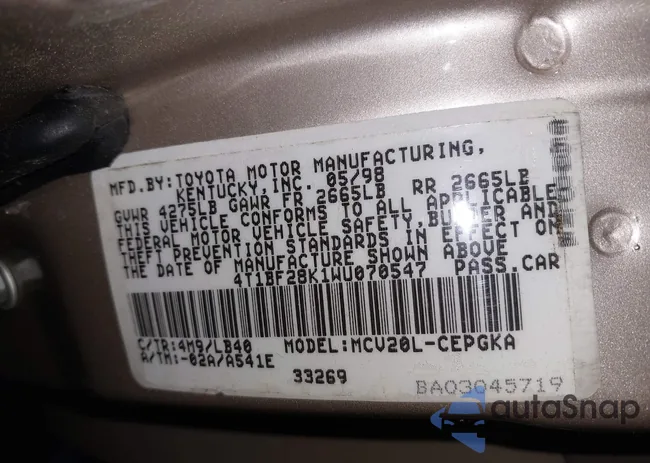 MFD.BY:TOYOTA MOTOR MANUFACTURING,
KENTUCKY,INC. 05/98
GVWR 4275LB GAWR FR 2665LB RR 2665LB
THIS VEHICLE CONFORMS TO ALL APPLICABLE
FEDERAL MOTOR VEHICLE SAFETY,BUMPER AND
THEFT PREVENTION STANDARDS IN EFFECT ON
THE DATE OF MANUFACTURE SHOWN ABOVE
4T1BF28K1WU070547 PASS.CAR
C/TR:4M9/LB40 MODEL:MCV20L-CEPGKA
A/TM:-02A/A541E
33269
BA03045719
autoSnap